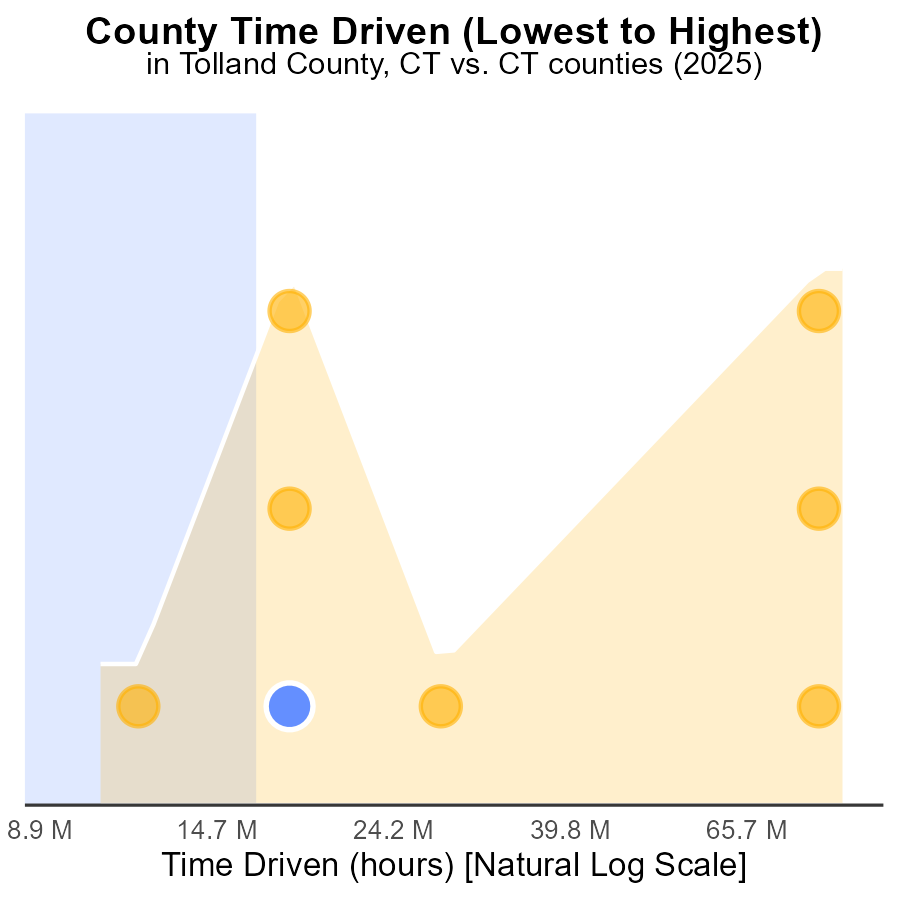 County Time Driven (Lowest to Highest)
in Tolland County, CT vs. CT counties (2025)
8.9 M 14.7 M 24.2 M 39.8 M 65.7 M
Time Driven (hours) [Natural Log Scale]